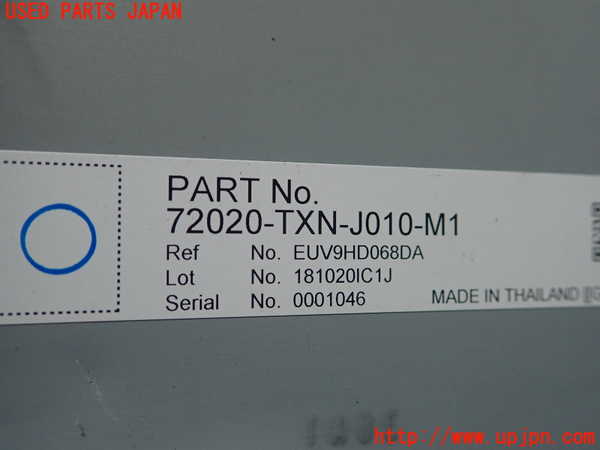 USED PARTS JAPAN
PART No.
72020-TXN-J010-M1
Ref No. EUV9HD068DA
Lot No. 181020IC1J
Serial No. 0001046
MADE IN THAILAND
http://www.upjpn.com/